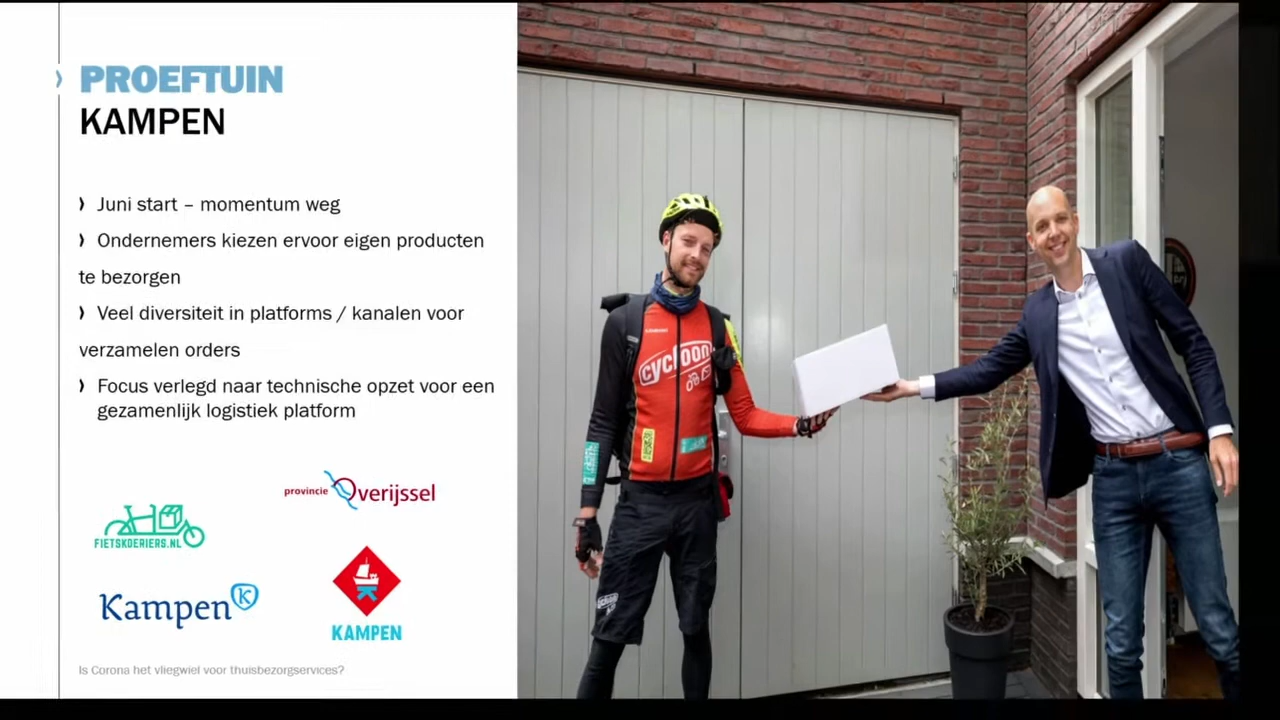 PROEFTUIN
KAMPEN
› Juni start – momentum weg
› Ondernemers kiezen ervoor eigen producten
te bezorgen
› Veel diversiteit in platforms / kanalen voor
verzamelen orders
› Focus verlegd naar technische opzet voor een
gezamenlijk logistiek platform
provincie Overijssel
FIETSKOERIERS.NL
Kampen K
KAMPEN
Is Corona het vliegwiel voor thuisbezorgservices?
cycloon
cycloon